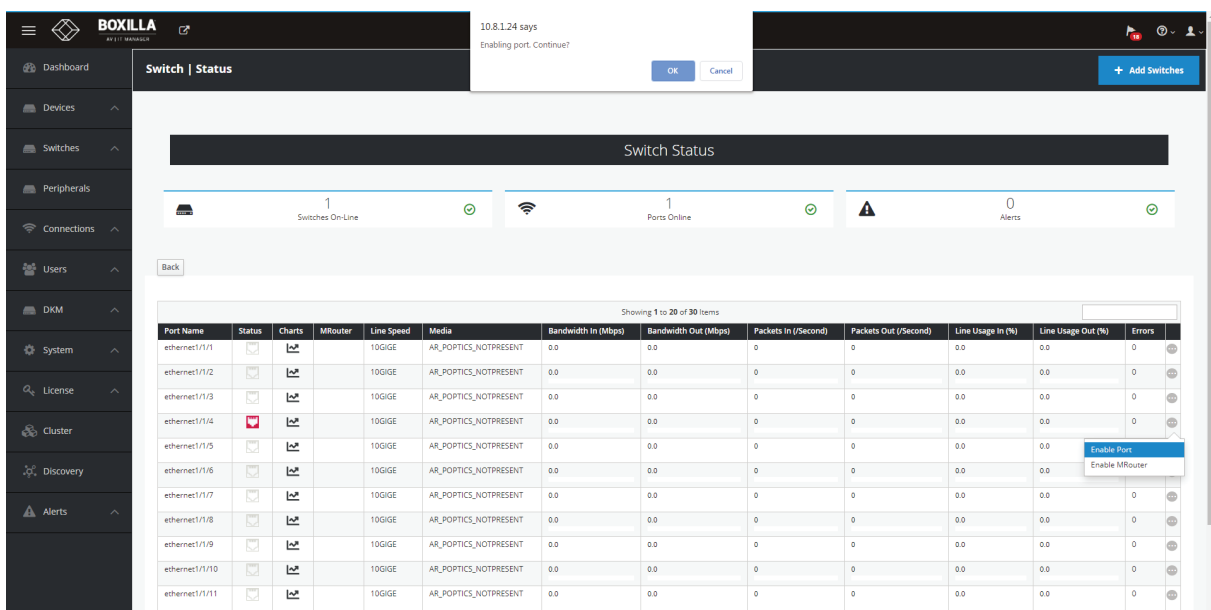 BOXILLA
AV | IT MANAGER
10.8.1.24 says
Enabling port. Continue?
OK Cancel
18
Dashboard
Devices
Switches
Peripherals
Connections
Users
DKM
System
License
Cluster
Discovery
Alerts
Switch | Status
+ Add Switches
Switch Status
1
Switches On-Line
1
Ports Online
0
Alerts
Back
Showing 1 to 20 of 30 Items
Port Name Status Charts MRouter Line Speed Media Bandwidth In (Mbps) Bandwidth Out (Mbps) Packets In (/Second) Packets Out (/Second) Line Usage In (%) Line Usage Out (%) Errors
ethernet1/1/1 10GIGE AR_POPTICS_NOTPRESENT 0.0 0.0 0 0 0.0 0.0 0
ethernet1/1/2 10GIGE AR_POPTICS_NOTPRESENT 0.0 0.0 0 0 0.0 0.0 0
ethernet1/1/3 10GIGE AR_POPTICS_NOTPRESENT 0.0 0.0 0 0 0.0 0.0 0
ethernet1/1/4 10GIGE AR_POPTICS_NOTPRESENT 0.0 0.0 0 0 0.0 0.0 0
ethernet1/1/5 10GIGE AR_POPTICS_NOTPRESENT 0.0 0.0 0 0 0.0 0.0
Enable Port
Enable MRouter
ethernet1/1/6 10GIGE AR_POPTICS_NOTPRESENT 0.0 0.0 0 0 0.0 0.0
ethernet1/1/7 10GIGE AR_POPTICS_NOTPRESENT 0.0 0.0 0 0 0.0 0.0 0
ethernet1/1/8 10GIGE AR_POPTICS_NOTPRESENT 0.0 0.0 0 0 0.0 0.0 0
ethernet1/1/9 10GIGE AR_POPTICS_NOTPRESENT 0.0 0.0 0 0 0.0 0.0 0
ethernet1/1/10 10GIGE AR_POPTICS_NOTPRESENT 0.0 0.0 0 0 0.0 0.0 0
ethernet1/1/11 10GIGE AR_POPTICS_NOTPRESENT 0.0 0.0 0 0 0.0 0.0 0